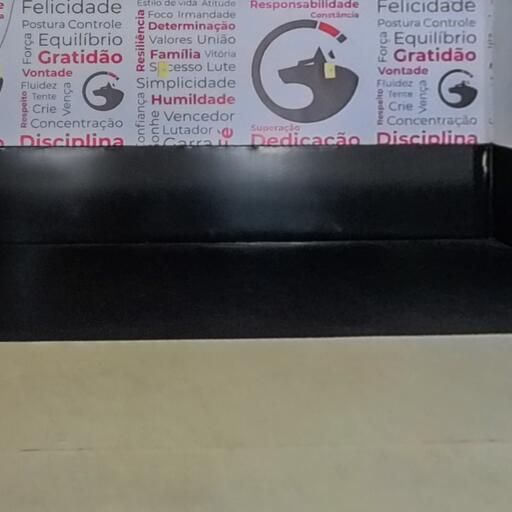 Felicidade
Postura Controle
Força
Equilíbrio
Gratidão
Vontade
Fluidez
Tente
Crie
Respeito
Vença
Concentração
Disciplina
Estilo de vida Atitude
Foco Irmandade
Determinação
Valores União
Família Vitória
Sucesso Lute
Simplicidade
Humildade
Vencedor
Lutador
Garra
Resiliência
Responsabilidade
Constância
Superação
Dedicação
Felicidade
Postura Controle
Força
Equilíbrio
Gratidão
Vontade
Fluidez
Tente
Crie
Respeito
Vença
Concentração
Disciplina